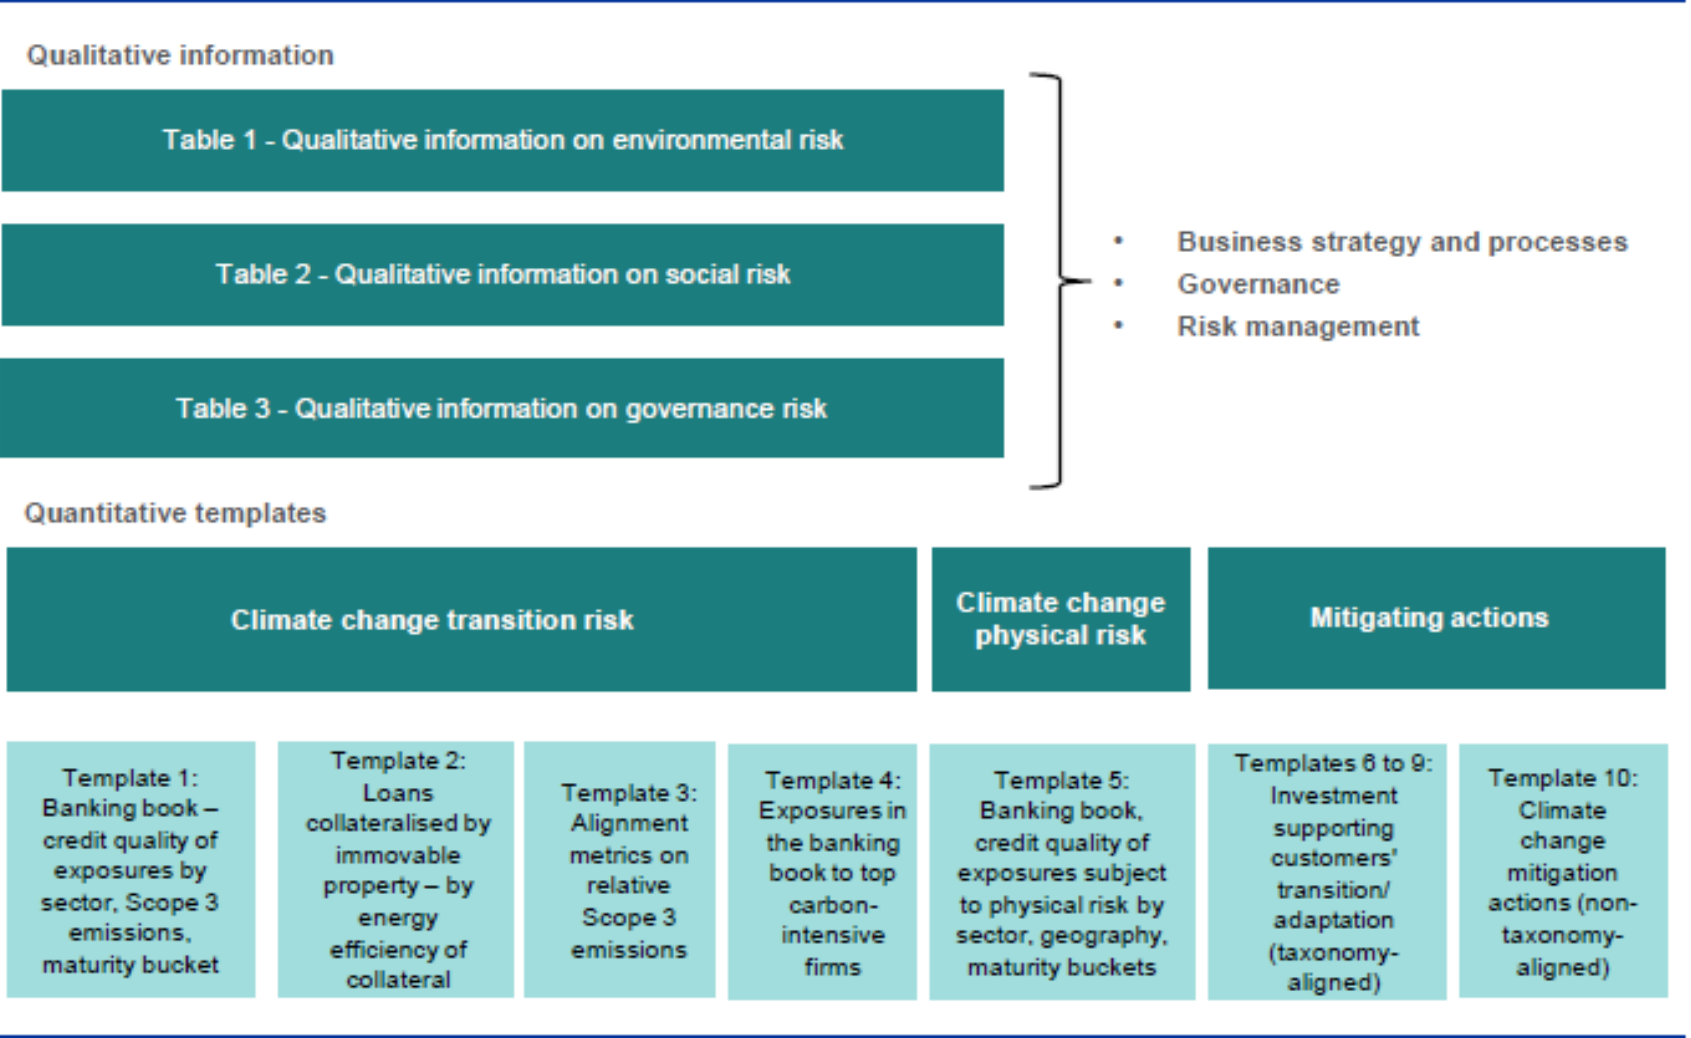 Qualitative information
Table 1 - Qualitative information on environmental risk
Table 2 - Qualitative information on social risk
Table 3 - Qualitative information on governance risk
• Business strategy and processes
• Governance
• Risk management
Quantitative templates
Climate change transition risk
Climate change
physical risk
Mitigating actions
Template 1:
Banking book –
credit quality of
exposures by
sector, Scope 3
emissions,
maturity bucket
Template 2:
Loans
collateralised by
immovable
property – by
energy
efficiency of
collateral
Template 3:
Alignment
metrics on
relative
Scope 3
emissions
Template 4:
Exposures in
the banking
book to top
carbon-
intensive
firms
Template 5:
Banking book,
credit quality of
exposures subject
to physical risk by
sector, geography,
maturity buckets
Templates 6 to 9:
Investment
supporting
customers'
transition/
adaptation
(taxonomy-
aligned)
Template 10:
Climate
change
mitigation
actions (non-
taxonomy-
aligned)